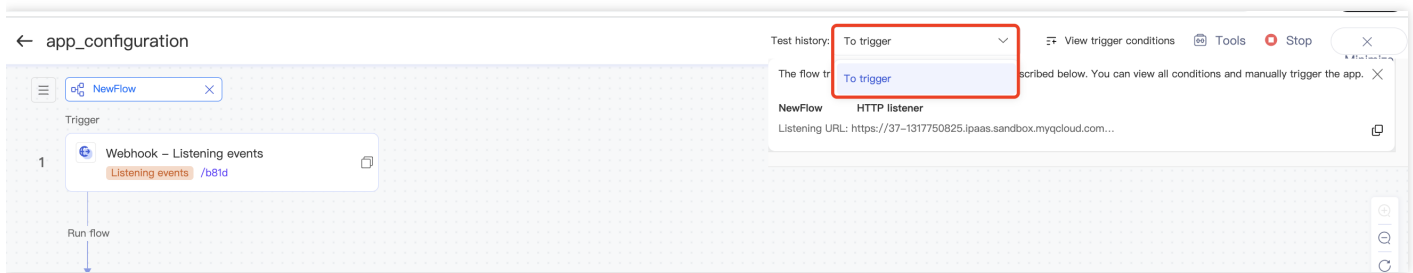 ← app_configuration
Test history: To trigger
View trigger conditions
Tools
Stop
To trigger
The flow tr
scribed below. You can view all conditions and manually trigger the app.
NewFlow
Trigger
NewFlow HTTP listener
Listening URL: https://37-1317750825.ipaas.sandbox.myqcloud.com...
1
Webhook – Listening events
Listening events /b81d
Run flow